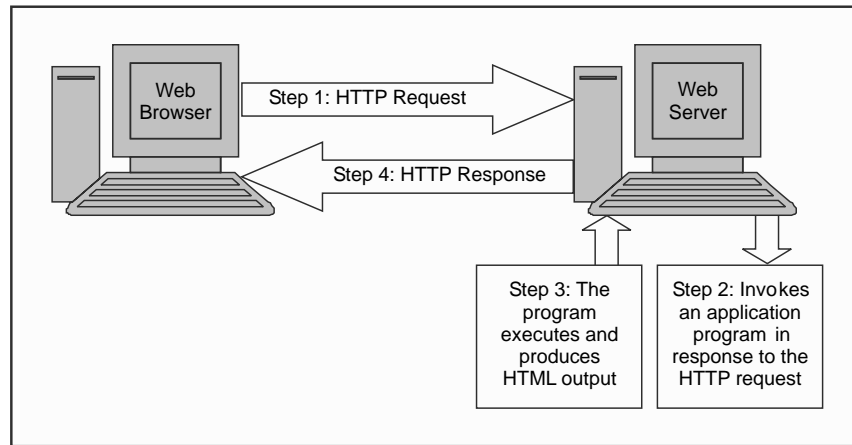 Web
Browser
Step 1: HTTP Request
Web
Server
Step 4: HTTP Response
Step 3: The
program
executes and
produces
HTML output
Step 2: Invokes
an application
program in
response to the
HTTP request